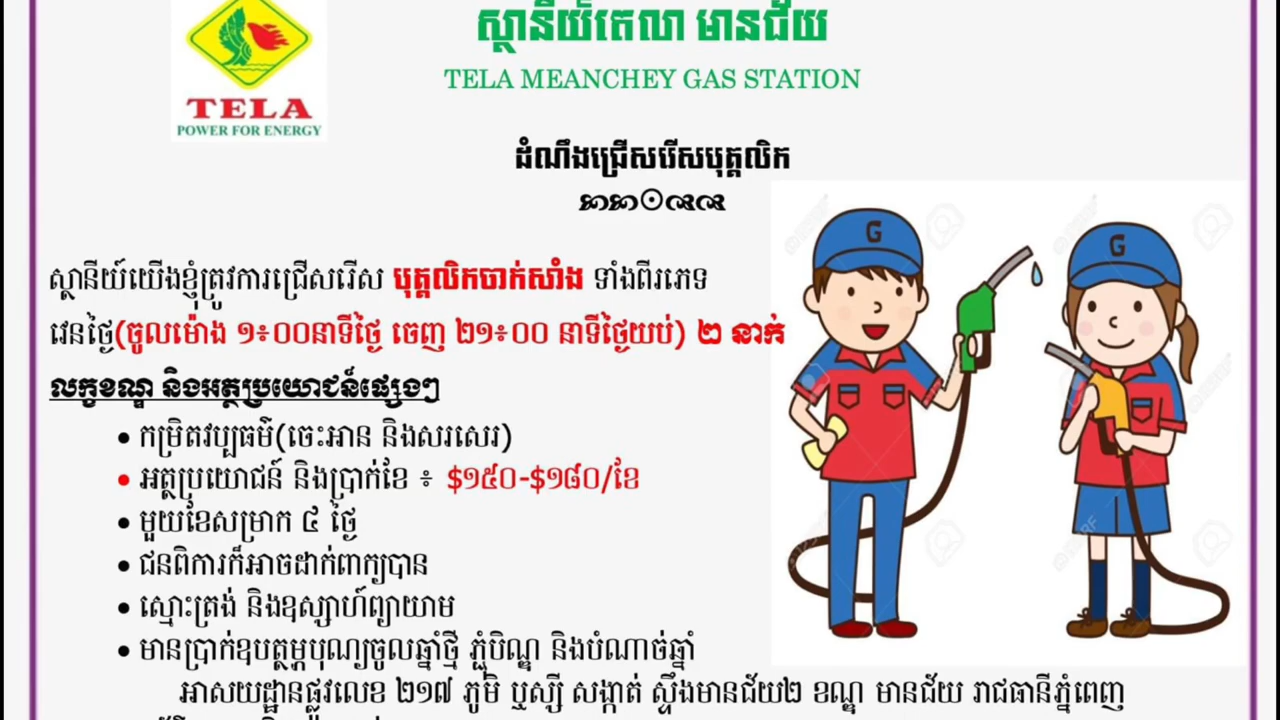 ស្ថានីយ៍តេលា មានជ័យ
TELA MEANCHEY GAS STATION
TELA
POWER FOR ENERGY
ដំណឹងជ្រើសរើសបុគ្គលិក
ស្ថានីយ៍យើងខ្ញុំត្រូវការជ្រើសរើស បុគ្គលិកចាក់សាំង ទាំងពីរភេទ
វេនថ្ងៃ(ចូលម៉ោង ១៖០០នាទីថ្ងៃ ចេញ ២១៖០០ នាទីថ្ងៃយប់) ២ នាក់
លក្ខខណ្ឌ និងអត្ថប្រយោជន៍ផ្សេងៗ
• កម្រិតវប្បធម៌(ចេះអាន និងសរសេរ)
• អត្ថប្រយោជន៍ និងប្រាក់ខែ ៖ $១៥០-$១៨០/ខែ
• មួយខែសម្រាក ៤ ថ្ងៃ
• ជនពិការក៏អាចដាក់ពាក្យបាន
• ស្មោះត្រង់ និងឧស្សាហ៍ព្យាយាម
• មានប្រាក់ឧបត្ថម្ភបុណ្យចូលឆ្នាំថ្មី ភ្ជុំបិណ្ឌ និងបំណាច់ឆ្នាំ
អាសយដ្ឋានផ្លូវលេខ ២១៧ ភូមិ ឬស្សី សង្កាត់ ស្ទឹងមានជ័យ២ ខណ្ឌ មានជ័យ រាជធានីភ្នំពេញ
G
G